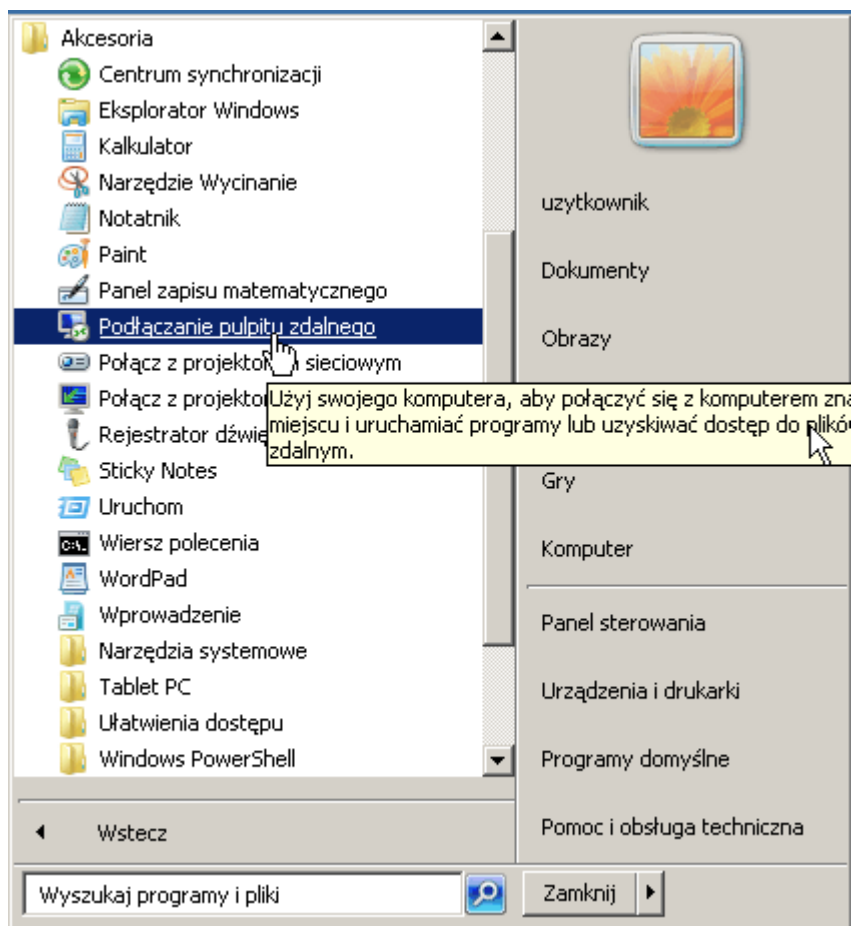 Akcesoria
Centrum synchronizacji
Eksplorator Windows
Kalkulator
Narzędzie Wycinanie
Notatnik
Paint
Panel zapisu matematycznego
Podłączanie pulpitu zdalnego
Połącz z projektorem sieciowym
Połącz z projektor
Rejestrator dźwię
Sticky Notes
Uruchom
Wiersz polecenia
WordPad
Wprowadzenie
Narzędzia systemowe
Tablet PC
Ułatwienia dostępu
Windows PowerShell
Wstecz
Wyszukaj programy i pliki
uzytkownik
Dokumenty
Obrazy
Użyj swojego komputera, aby połączyć się z komputerem zna
miejscu i uruchamiać programy lub uzyskiwać dostęp do plikó
zdalnym.
Gry
Komputer
Panel sterowania
Urządzenia i drukarki
Programy domyślne
Pomoc i obsługa techniczna
Zamknij